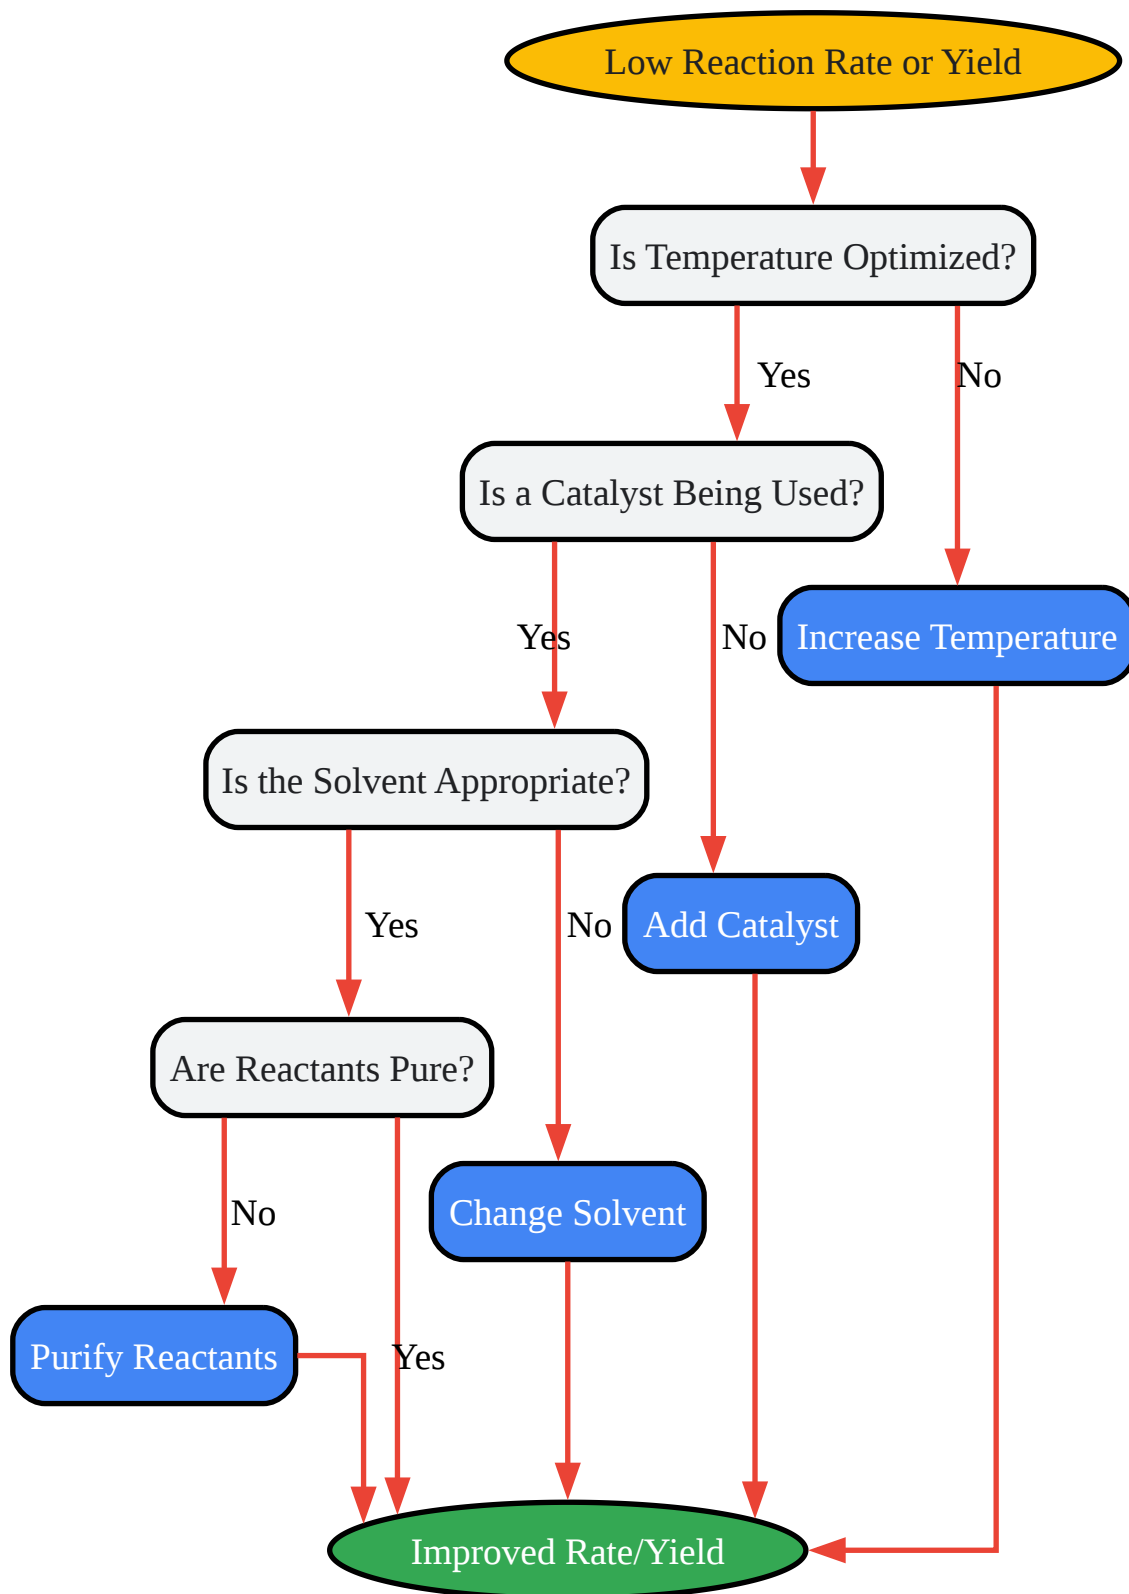 Low Reaction Rate or Yield
Is Temperature Optimized?
Yes
No
Is a Catalyst Being Used?
Yes
No
Increase Temperature
Is the Solvent Appropriate?
Yes
No
Add Catalyst
Are Reactants Pure?
No
Change Solvent
Purify Reactants
Yes
Improved Rate/Yield